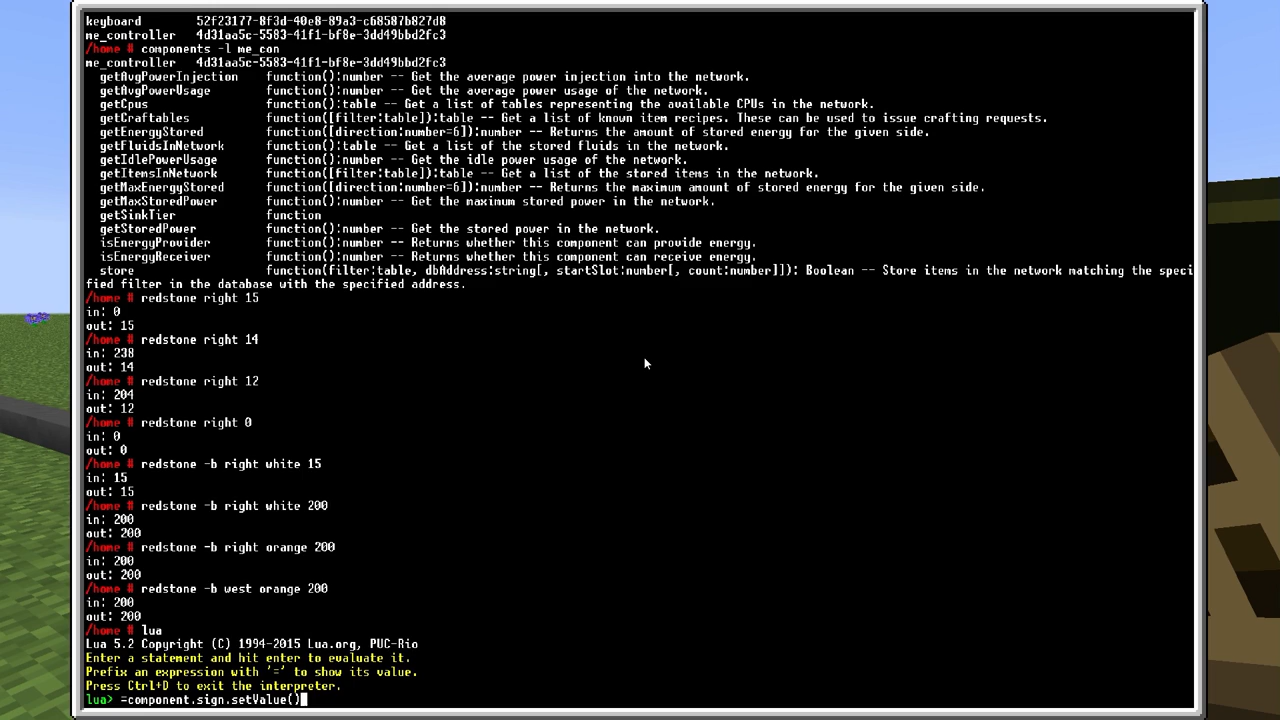 keyboard 52f23177-8f3d-40e8-89a3-c68587b827d8
me_controller 4d31aa5c-5583-41f1-bf8e-3dd49bbd2fc3
/home # components -l me_con
me_controller 4d31aa5c-5583-41f1-bf8e-3dd49bbd2fc3
getAvgPowerInjection function():number -- Get the average power injection into the network.
getAvgPowerUsage function():number -- Get the average power usage of the network.
getCpus function():table -- Get a list of tables representing the available CPUs in the network.
getCraftables function([filter:table]):table -- Get a list of known item recipes. These can be used to issue crafting requests.
getEnergyStored function([direction:number=6]):number -- Returns the amount of stored energy for the given side.
getFluidsInNetwork function():table -- Get a list of the stored fluids in the network.
getIdlePowerUsage function():number -- Get the idle power usage of the network.
getItemsInNetwork function([filter:table]):table -- Get a list of the stored items in the network.
getMaxEnergyStored function([direction:number=6]):number -- Returns the maximum amount of stored energy for the given side.
getMaxStoredPower function():number -- Get the maximum stored power in the network.
getSinkTier function
getStoredPower function():number -- Get the stored power in the network.
isEnergyProvider function():number -- Returns whether this component can provide energy.
isEnergyReceiver function():number -- Returns whether this component can receive energy.
store function(filter:table, dbAddress:string[, startSlot:number[, count:number]]): Boolean -- Store items in the network matching the speci
fied filter in the database with the specified address.
/home # redstone right 15
in: 0
out: 15
/home # redstone right 14
in: 238
out: 14
/home # redstone right 12
in: 204
out: 12
/home # redstone right 0
in: 0
out: 0
/home # redstone -b right white 15
in: 15
out: 15
/home # redstone -b right white 200
in: 200
out: 200
/home # redstone -b right orange 200
in: 200
out: 200
/home # redstone -b west orange 200
in: 200
out: 200
/home # lua
Lua 5.2 Copyright (C) 1994-2015 Lua.org, PUC-Rio
Enter a statement and hit enter to evaluate it.
Prefix an expression with '=' to show its value.
Press Ctrl+D to exit the interpreter.
lua> =component.sign.setValue()